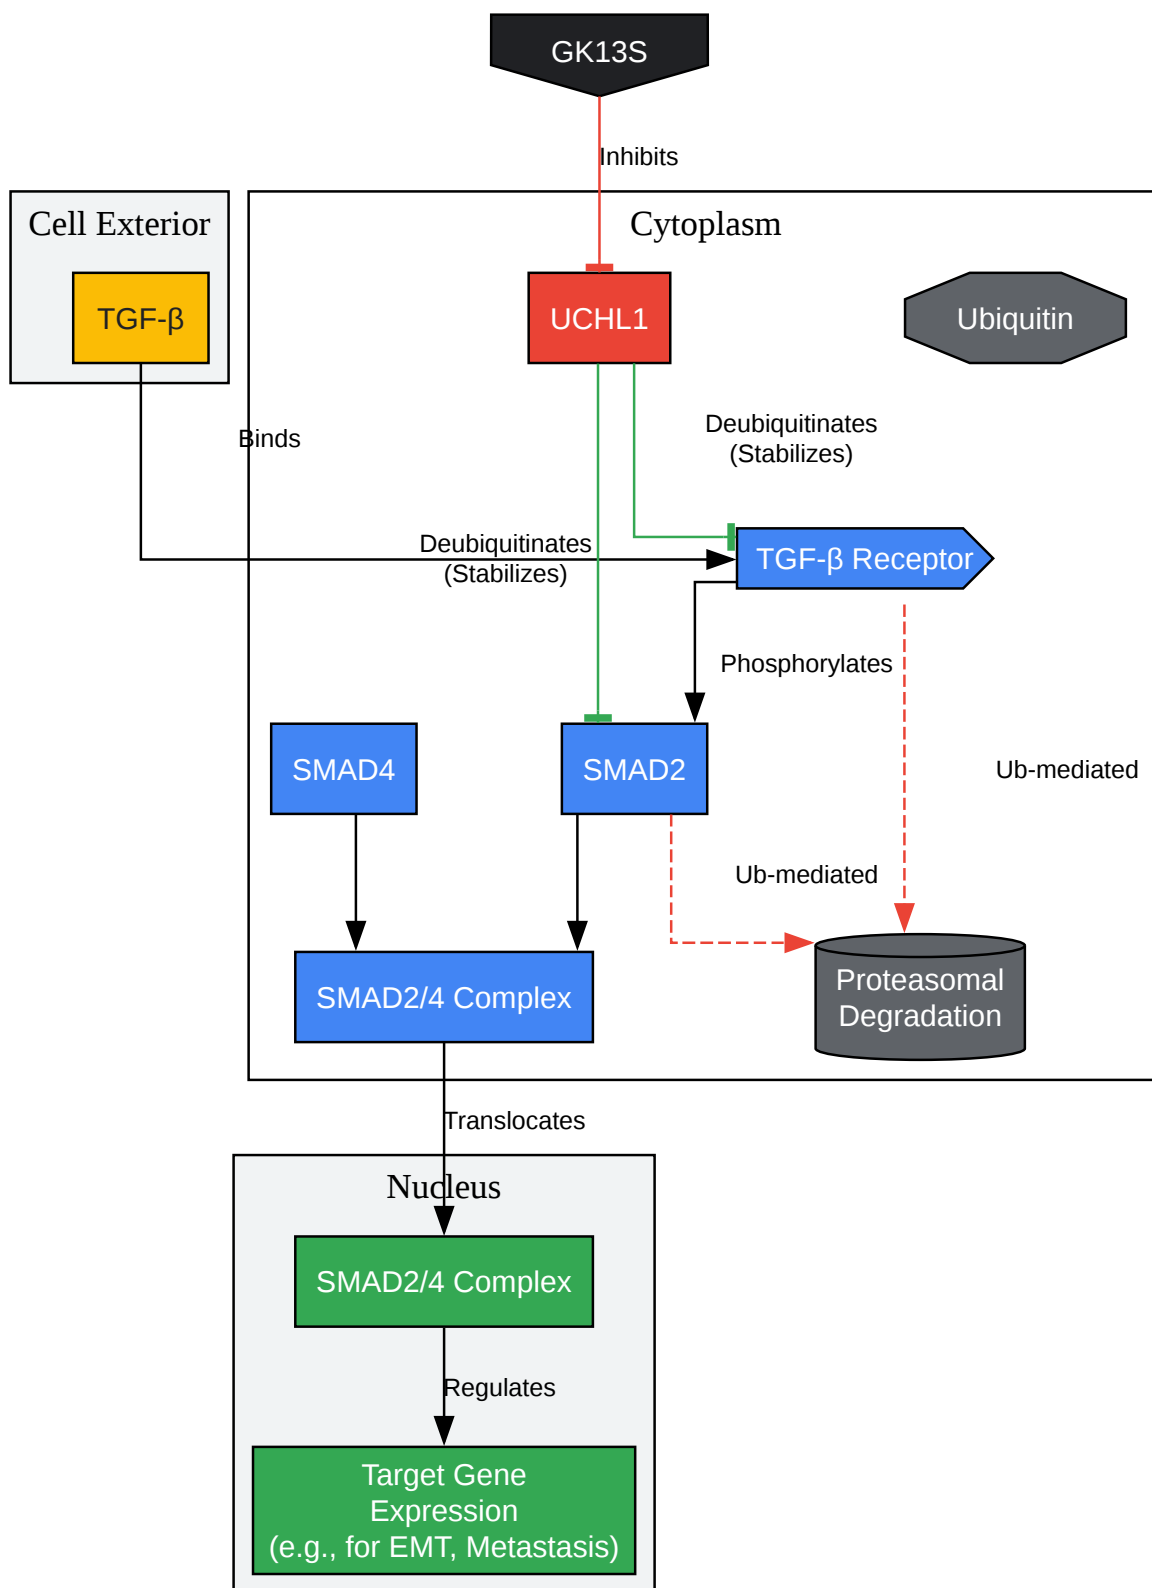 GK13S
Inhibits
Cell Exterior
Cytoplasm
TGF-β
UCHL1
Ubiquitin
Binds
Deubiquitinates
(Stabilizes)
Deubiquitinates
(Stabilizes)
TGF-β Receptor
Phosphorylates
SMAD4
SMAD2
Ub-mediated
Ub-mediated
SMAD2/4 Complex
Proteasomal
Degradation
Translocates
Nucleus
SMAD2/4 Complex
Regulates
Target Gene
Expression
(e.g., for EMT, Metastasis)